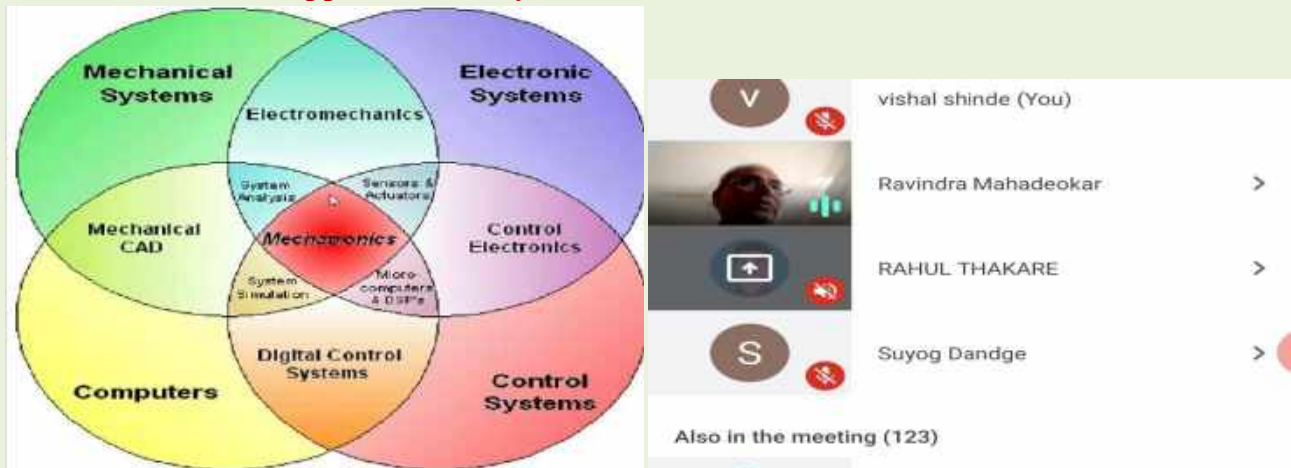 Mechanical
Systems
Electronic
Systems
Electromechanics
System
Analysis
Sensors &
Actuators
Mechanical
CAD
Mechatronics
Control
Electronics
System
Simulation
Micro
computers
& DSP's
Digital Control
Systems
Computers
Control
Systems
V
vishal shinde (You)
Ravindra Mahadeokar
RAHUL THAKARE
S
Suyog Dandge
Also in the meeting (123)